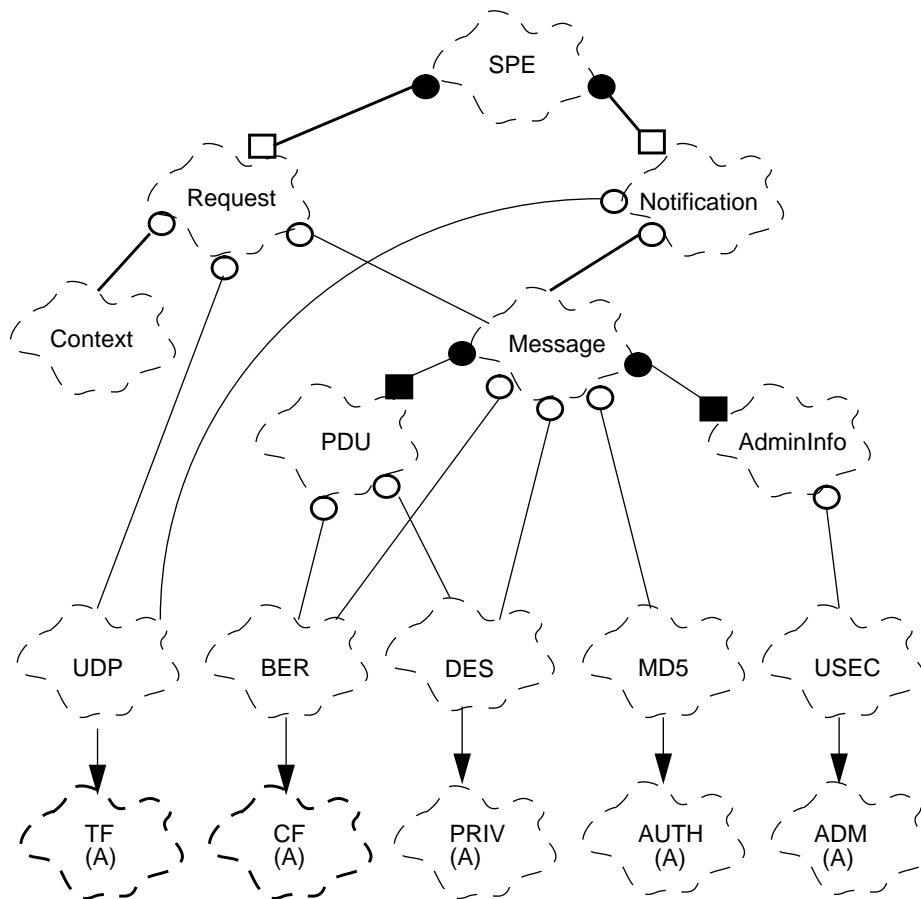 SPE
Request
Notification
Context
Message
PDU
AdminInfo
UDP
BER
DES
MD5
USEC
TF
(A)
CF
(A)
PRIV
(A)
AUTH
(A)
ADM
(A)